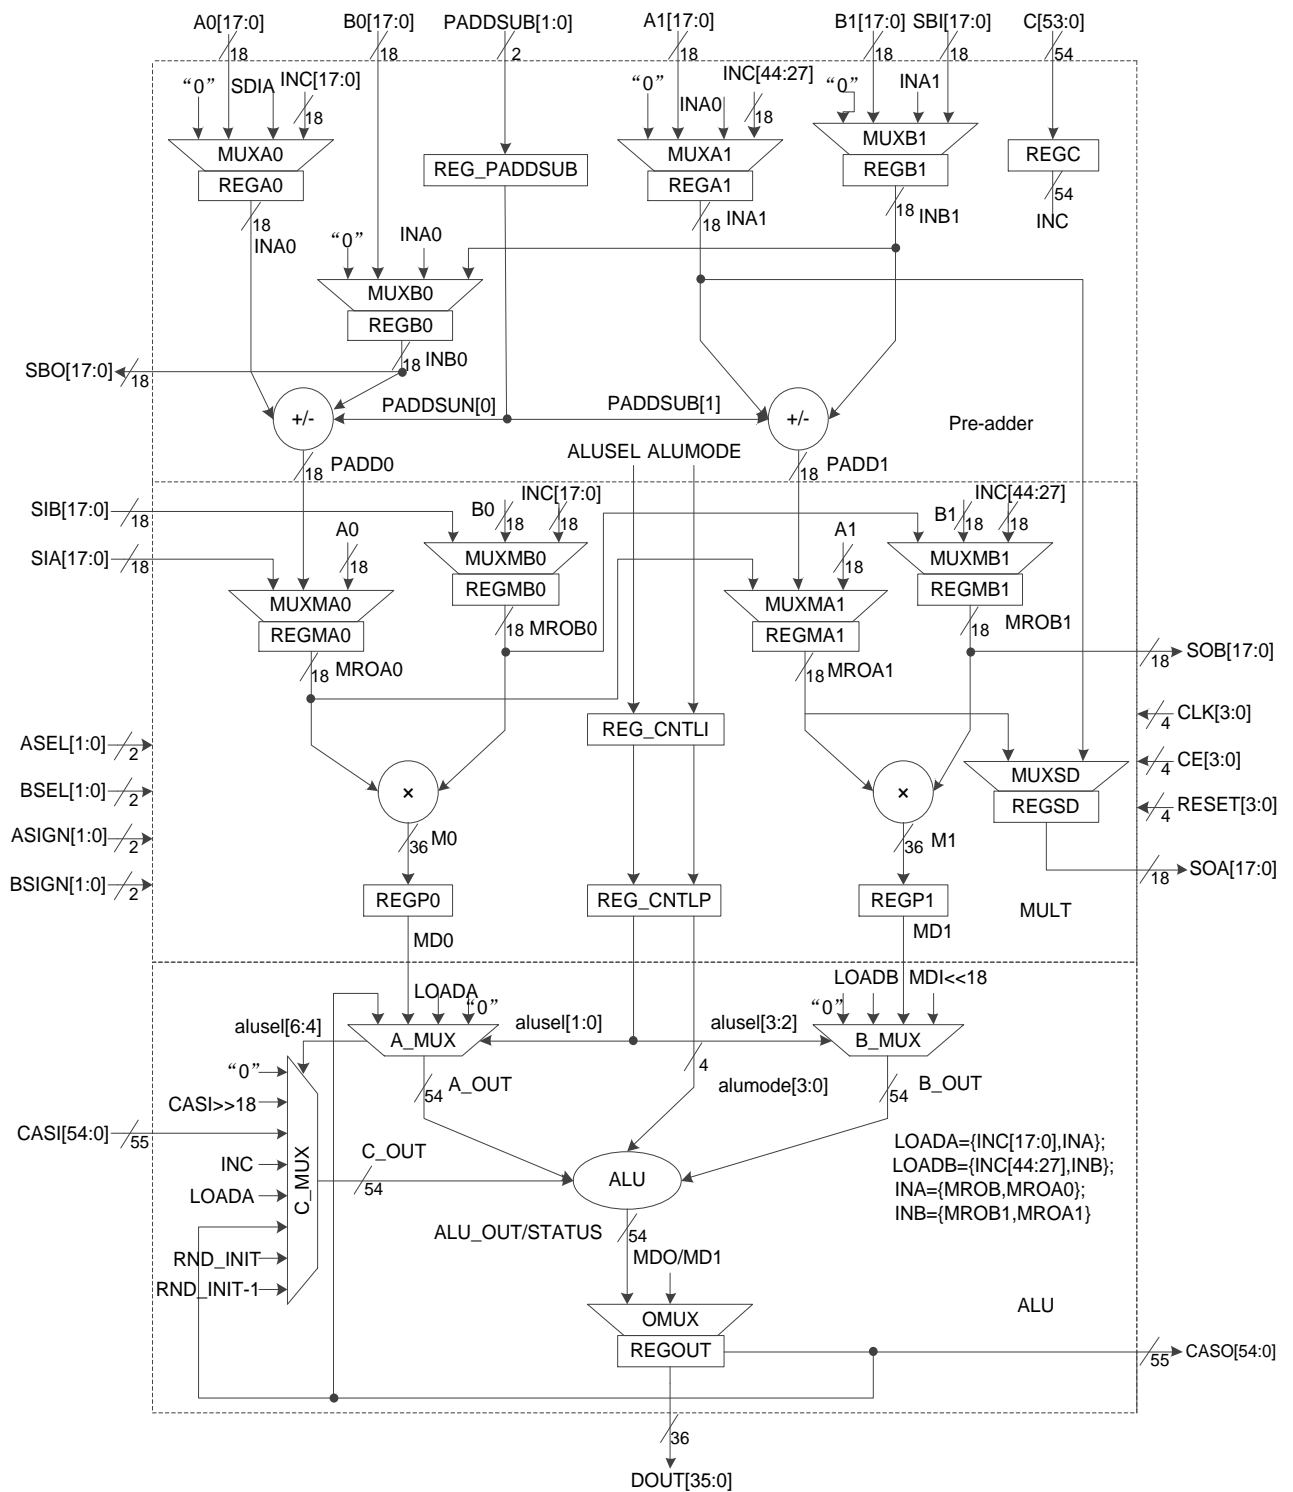 A0[17:0]
B0[17:0]
PADDSUB[1:0]
A1[17:0]
B1[17:0]
SBI[17:0]
C[53:0]
18
18
2
18
18
18
54
“0”
SDIA
INC[17:0]
18
“0”
INA0
INC[44:27]
18
“0”
INA1
MUXA0
REGA0
REG_PADDSUB
MUXA1
REGA1
MUXB1
REGB1
REGC
18
INA0
18
INA1
18
INB1
54
INC
“0”
INA0
MUXB0
REGB0
18
INB0
SBO[17:0]
18
+/-
PADDSUN[0]
PADDSUB[1]
+/-
Pre-adder
18
PADD0
ALUSEL
ALUMODE
18
PADD1
SIB[17:0]
18
B0
18
INC[17:0]
18
B1
18
INC[44:27]
18
SIA[17:0]
18
A0
18
MUXMB0
REGMB0
A1
18
MUXMB1
REGMB1
MUXMA0
REGMA0
18
MROB0
MUXMA1
REGMA1
18
MROB1
18
MROA0
18
MROA1
18
SOB[17:0]
REG_CNTLI
4
CLK[3:0]
ASEL[1:0]
2
BSEL[1:0]
2
ASIGN[1:0]
2
BSIGN[1:0]
2
×
×
MUXSD
REGSD
4
CE[3:0]
4
RESET[3:0]
36
M0
36
M1
18
SOA[17:0]
REGP0
REG_CNTLP
REGP1
MULT
MD0
MD1
LOADA
“0”
“0”
LOADB
MDI<<18
alusel[6:4]
A_MUX
alusel[1:0]
alusel[3:2]
B_MUX
54
A_OUT
4
alumode[3:0]
54
B_OUT
“0”
CASI>>18
CASI[54:0]
55
INC
LOADA
RND_INIT
RND_INIT-1
C_MUX
C_OUT
54
ALU
LOADA={INC[17:0],INA};
LOADB={INC[44:27],INB};
INA={MROB,MROA0};
INB={MROB1,MROA1}
ALU_OUT/STATUS
54
MDO/MD1
OMUX
REGOUT
ALU
55
CASO[54:0]
36
DOUT[35:0]